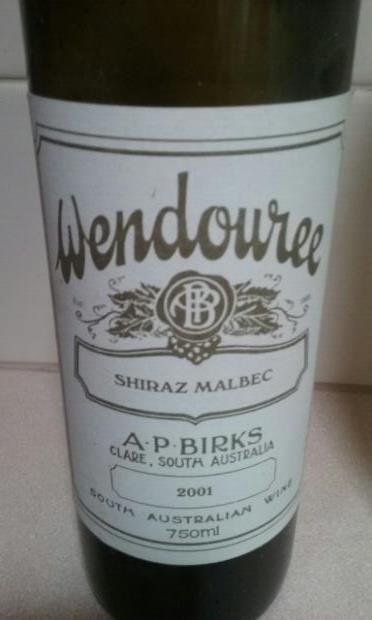 Wendouree
APB
SHIRAZ MALBEC
A·P·BIRKS
CLARE, SOUTH AUSTRALIA
2001
SOUTH AUSTRALIAN WINE
750ml